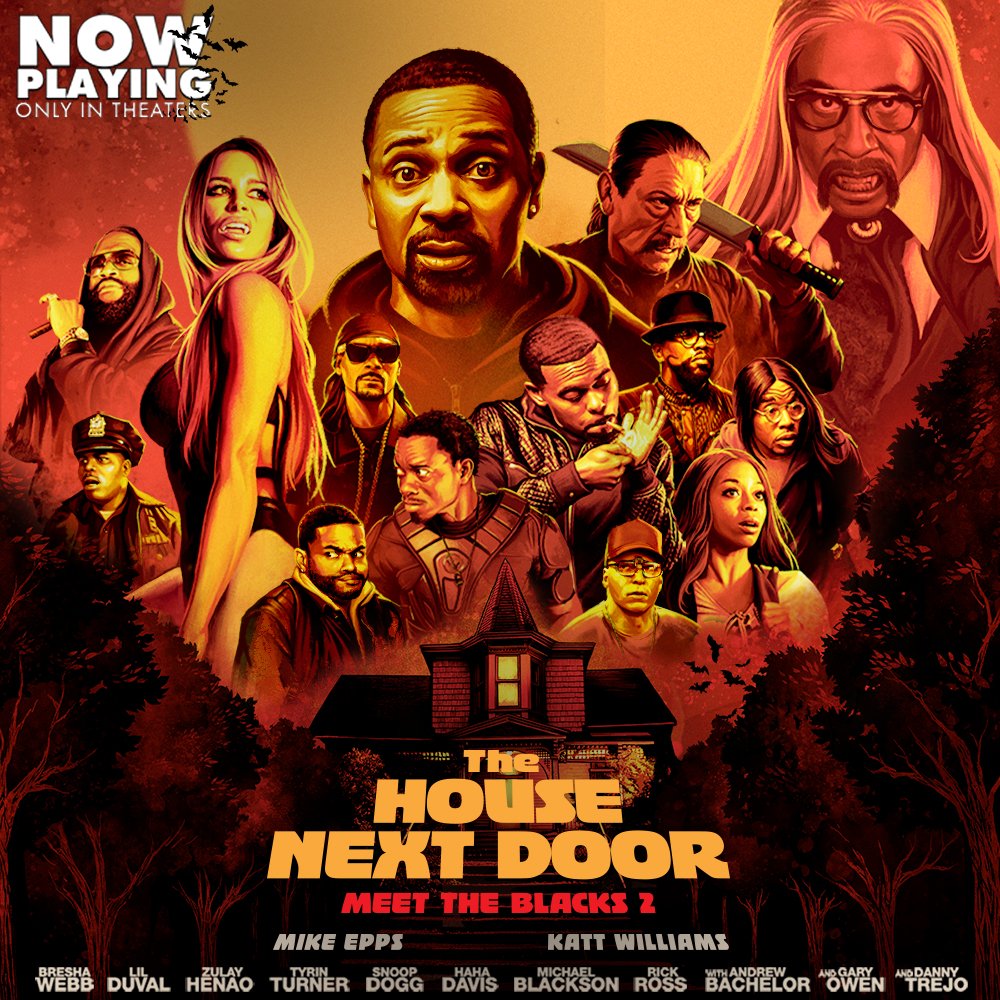 NOW
PLAYING
ONLY IN THEATERS
The
HOUSE
NEXT DOOR
MEET THE BLACKS 2
MIKE EPPS KATT WILLIAMS
BRESHA WEBB LIL DUVAL ZULAY HENAO TYRIN TURNER SNOOP DOGG HAHA DAVIS MICHAEL BLACKSON RICK ROSS WITH ANDREW BACHELOR AND GARY OWEN AND DANNY TREJO